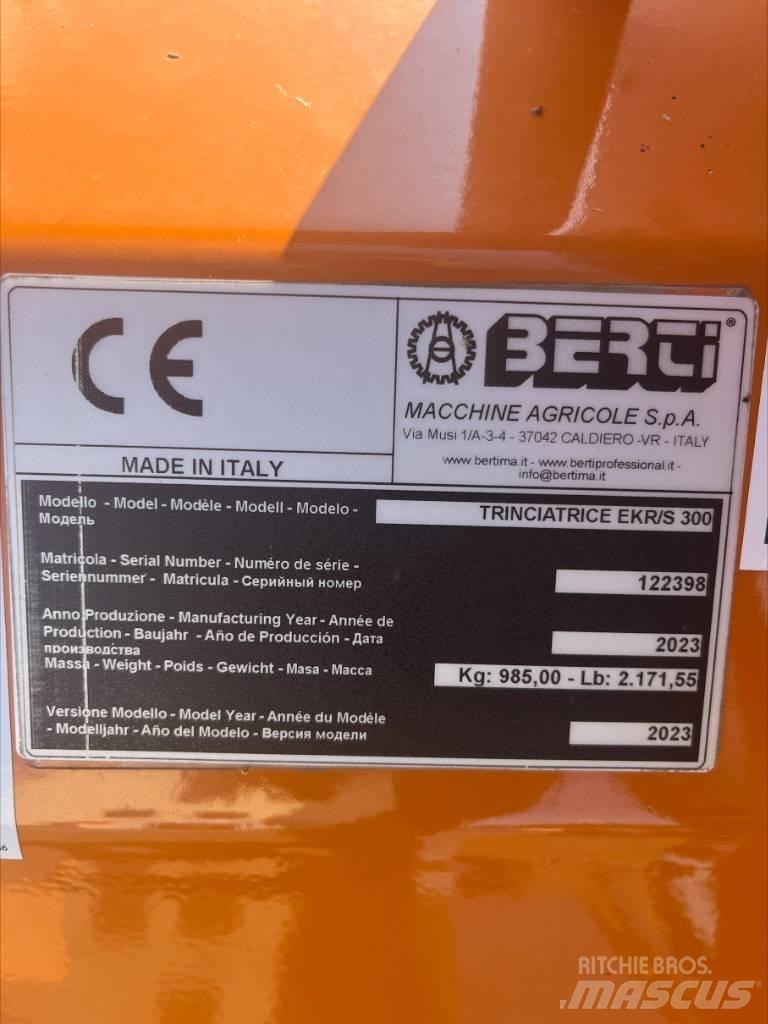 CE
BERTI®
MACCHINE AGRICOLE S.p.A.
Via Musi 1/A-3-4 - 37042 CALDIERO -VR - ITALY
www.bertima.it - www.bertiprofessional.it -
info@bertima.it
MADE IN ITALY
Modello - Model - Modèle - Modell - Modelo -
Модель
TRINCIATRICE EKR/S 300
Matricola - Serial Number - Numéro de série -
Seriennummer - Matricula - Серийный номер
122398
Anno Produzione - Manufacturing Year - Année de
Production - Baujahr - Año de Producción - Дата
производства
2023
Massa - Weight - Poids - Gewicht - Masa - Масса
Kg: 985,00 - Lb: 2.171,55
Versione Modello - Model Year - Année du Modèle
- Modelljahr - Año del Modelo - Версия модели
2023
RITCHIE BROS.
MASCUS